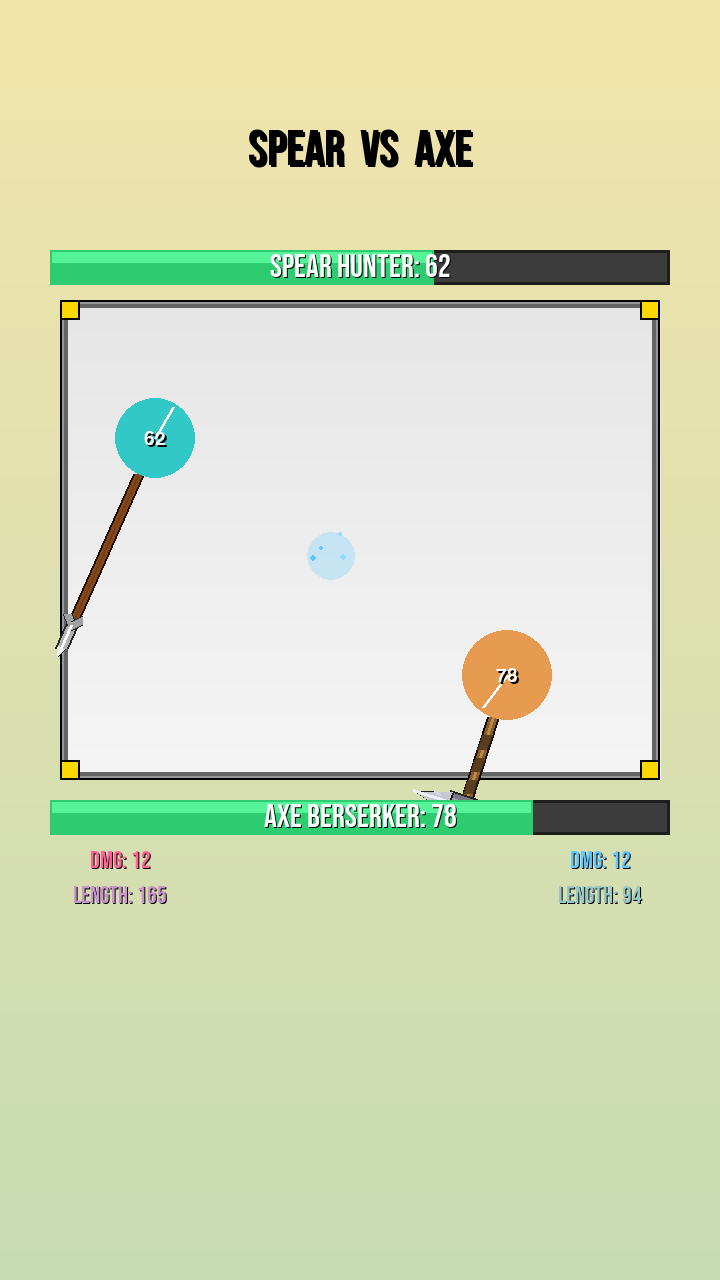 SPEAR VS AXE
SPEAR HUNTER: 62
62
78
AXE BERSERKER: 78
DMG: 12
DMG: 12
LENGTH: 165
LENGTH: 94